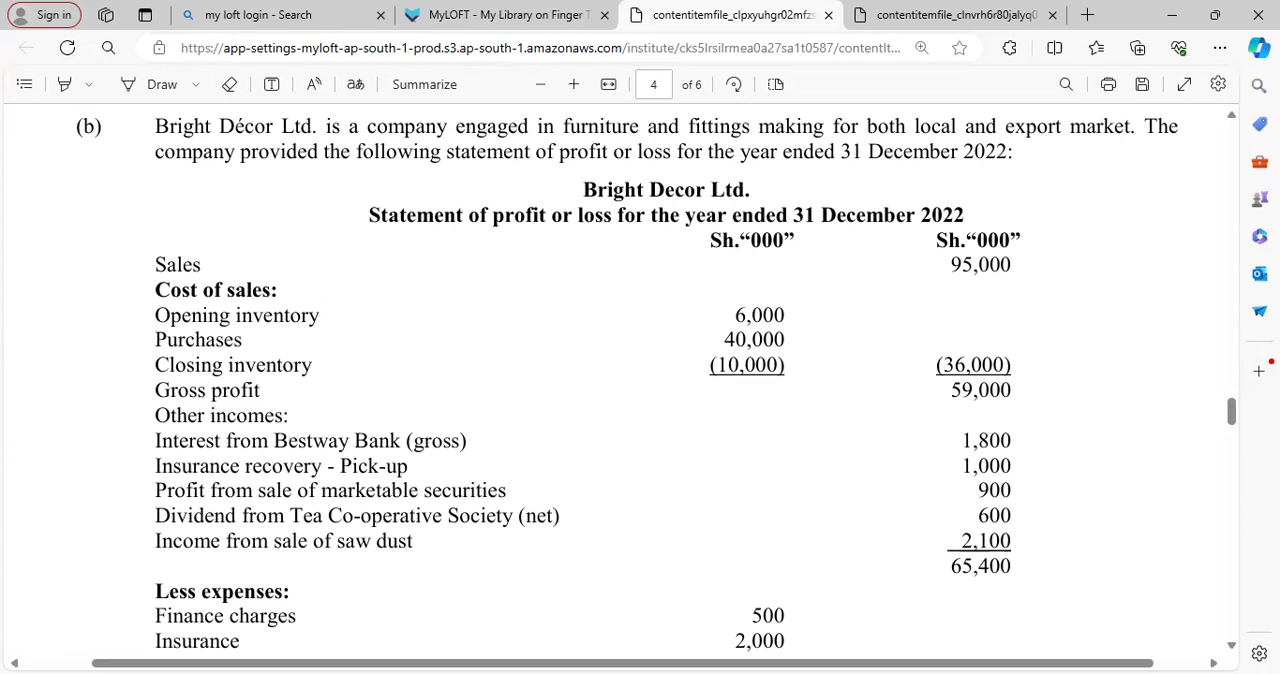 Sign in
my loft login - Search
MyLOFT - My Library on Finger T
contentitemfile_clpxyuhgr02mfzs
contentitemfile_clnvrh6r80jalyq0
https://app-settings-myloft-ap-south-1-prod.s3.ap-south-1.amazonaws.com/institute/cks5lrsilrmea0a27sa1t0587/contentIt...
Draw
aあ
Summarize
4 of 6
(b) Bright Décor Ltd. is a company engaged in furniture and fittings making for both local and export market. The
company provided the following statement of profit or loss for the year ended 31 December 2022:
Bright Decor Ltd.
Statement of profit or loss for the year ended 31 December 2022
Sh.“000” Sh.“000”
Sales 95,000
Cost of sales:
Opening inventory 6,000
Purchases 40,000
Closing inventory (10,000) (36,000)
Gross profit 59,000
Other incomes:
Interest from Bestway Bank (gross) 1,800
Insurance recovery - Pick-up 1,000
Profit from sale of marketable securities 900
Dividend from Tea Co-operative Society (net) 600
Income from sale of saw dust 2,100
65,400
Less expenses:
Finance charges 500
Insurance 2,000